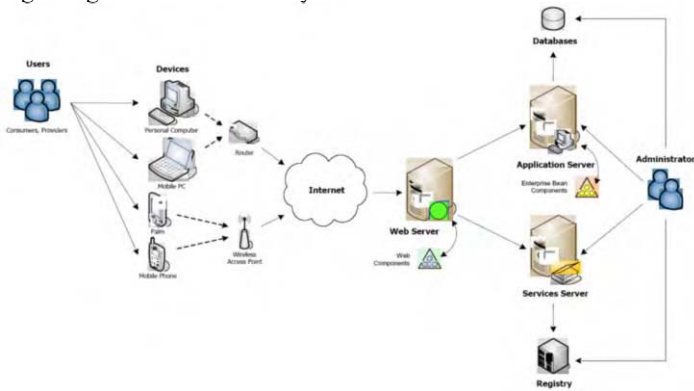 Users
Consumers, Providers
Devices
Personal Computer
Mobile PC
Palm
Mobile Phone
Router
Wireless
Access Point
Internet
Web Server
Web
Components
Databases
Application Server
Enterprise Bean
Components
Administrator
Services Server
Registry